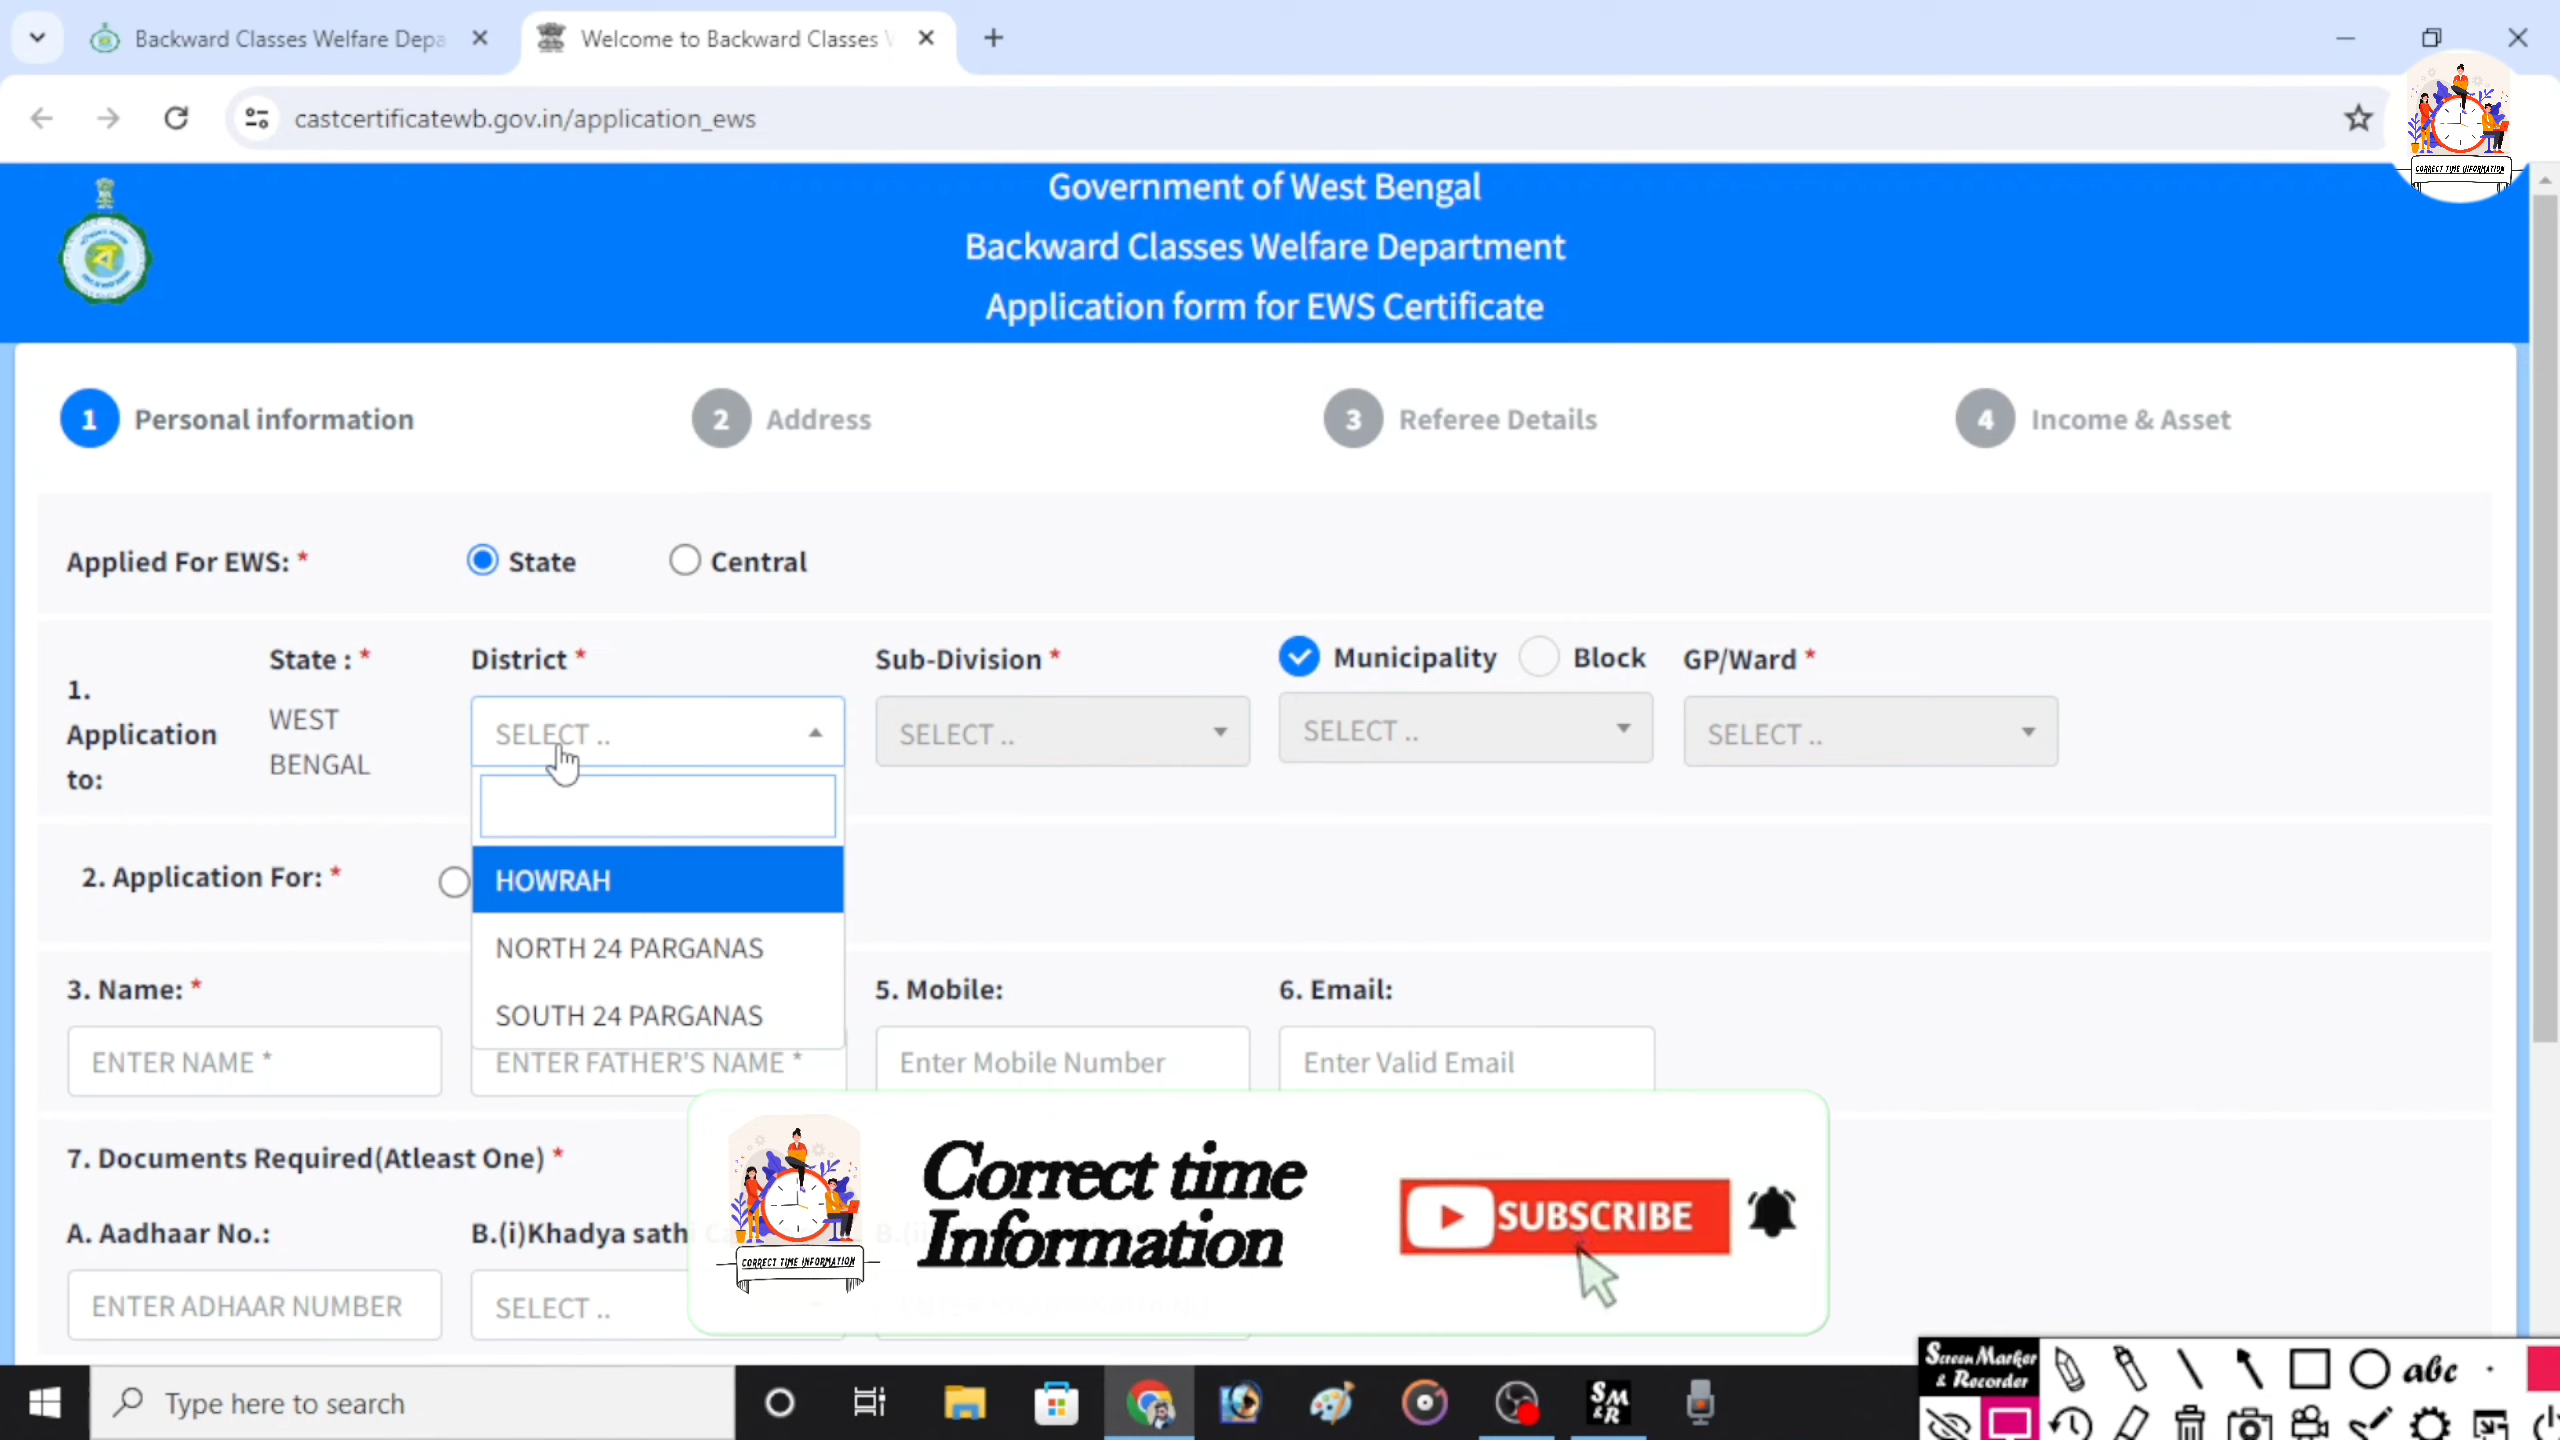 Backward Classes Welfare Depa
Welcome to Backward Classes
castcertificatewb.gov.in/application_ews
CORRECT TIME INFORMATION
Government of West Bengal
Backward Classes Welfare Department
Application form for EWS Certificate
1 Personal information
2 Address
3 Referee Details
4 Income & Asset
Applied For EWS: *
State
Central
1. Application to:
State : *
WEST BENGAL
District *
SELECT ..
Sub-Division *
SELECT ..
Municipality
Block
SELECT ..
GP/Ward *
SELECT ..
HOWRAH
NORTH 24 PARGANAS
SOUTH 24 PARGANAS
2. Application For: *
3. Name: *
5. Mobile:
6. Email:
ENTER NAME *
ENTER FATHER'S NAME *
Enter Mobile Number
Enter Valid Email
7. Documents Required(Atleast One) *
A. Aadhaar No.:
B.(i)Khadya sathi
ENTER ADHAAR NUMBER
SELECT ..
CORRECT TIME INFORMATION
Correct time
Information
SUBSCRIBE
Type here to search
SM
&R
Screen Marker
& Recorder
abc